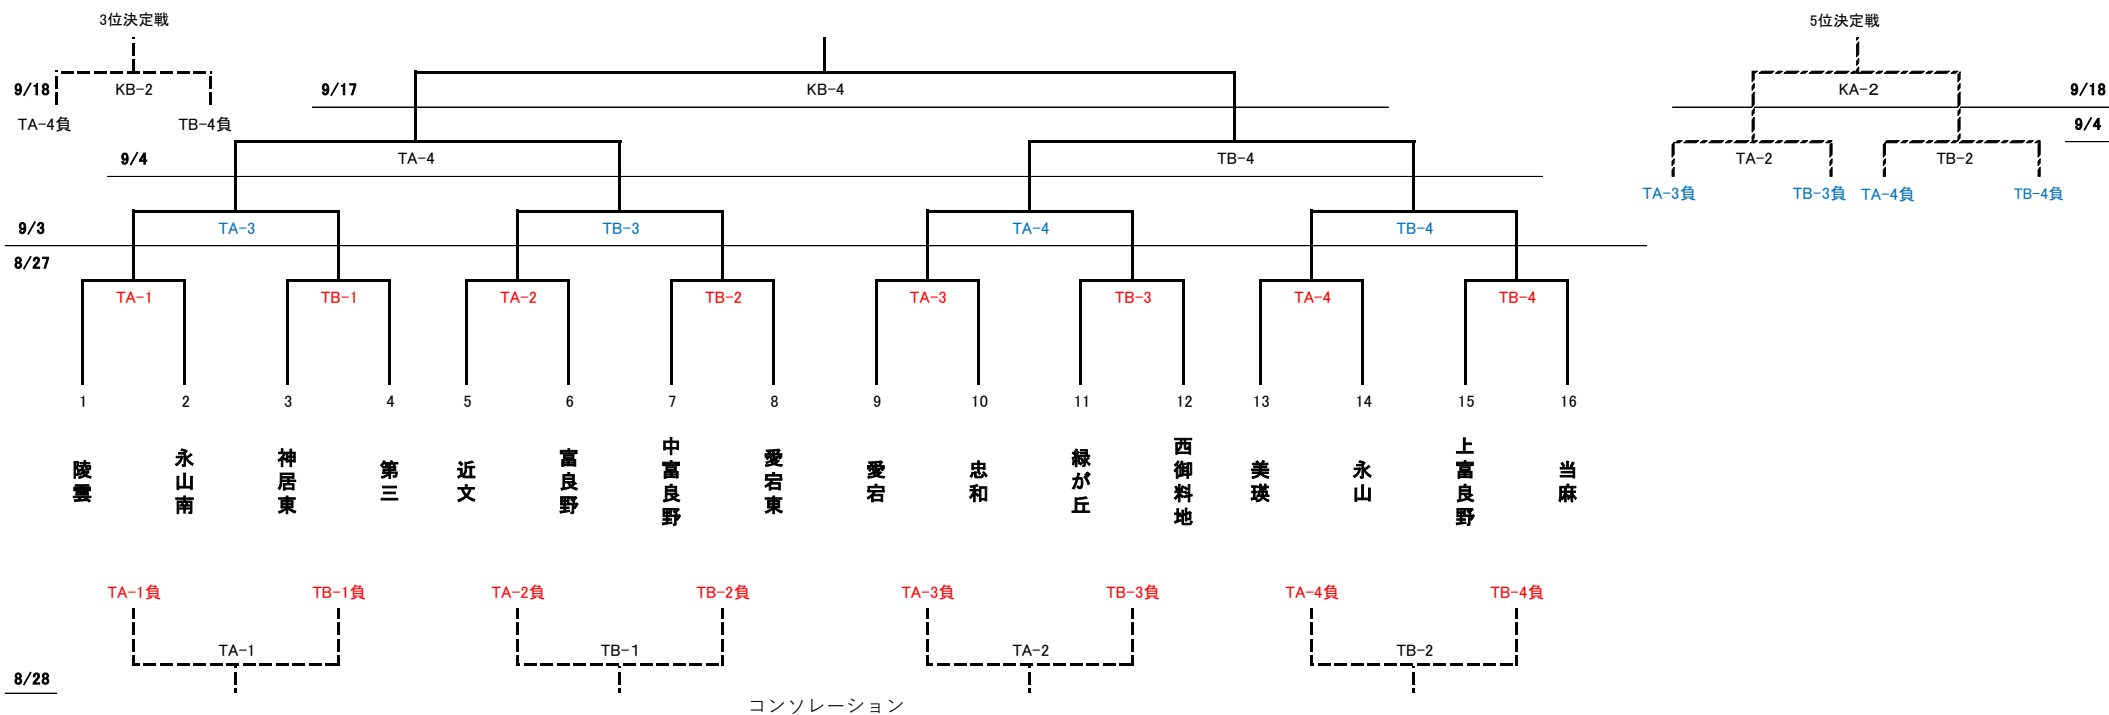 3位決定戦
5位決定戦
9/18
KB-2
9/17
KB-4
KA-2
9/18
TA-4負
TB-4負
9/4
9/4
TA-4
TB-4
TA-2
TB-2
TA-3負
TB-3負
TA-4負
TB-4負
9/3
TA-3
TB-3
TA-4
TB-4
8/27
TA-1
TB-1
TA-2
TB-2
TA-3
TB-3
TA-4
TB-4
1
2
3
4
5
6
7
8
9
10
11
12
13
14
15
16
陵雲
永山南
神居東
第三
近文
富良野
中富良野
愛宕東
愛宕
忠和
緑が丘
西御料地
美瑛
永山
上富良野
当麻
TA-1負
TB-1負
TA-2負
TB-2負
TA-3負
TB-3負
TA-4負
TB-4負
TA-1
TB-1
TA-2
TB-2
8/28
コンソレーション